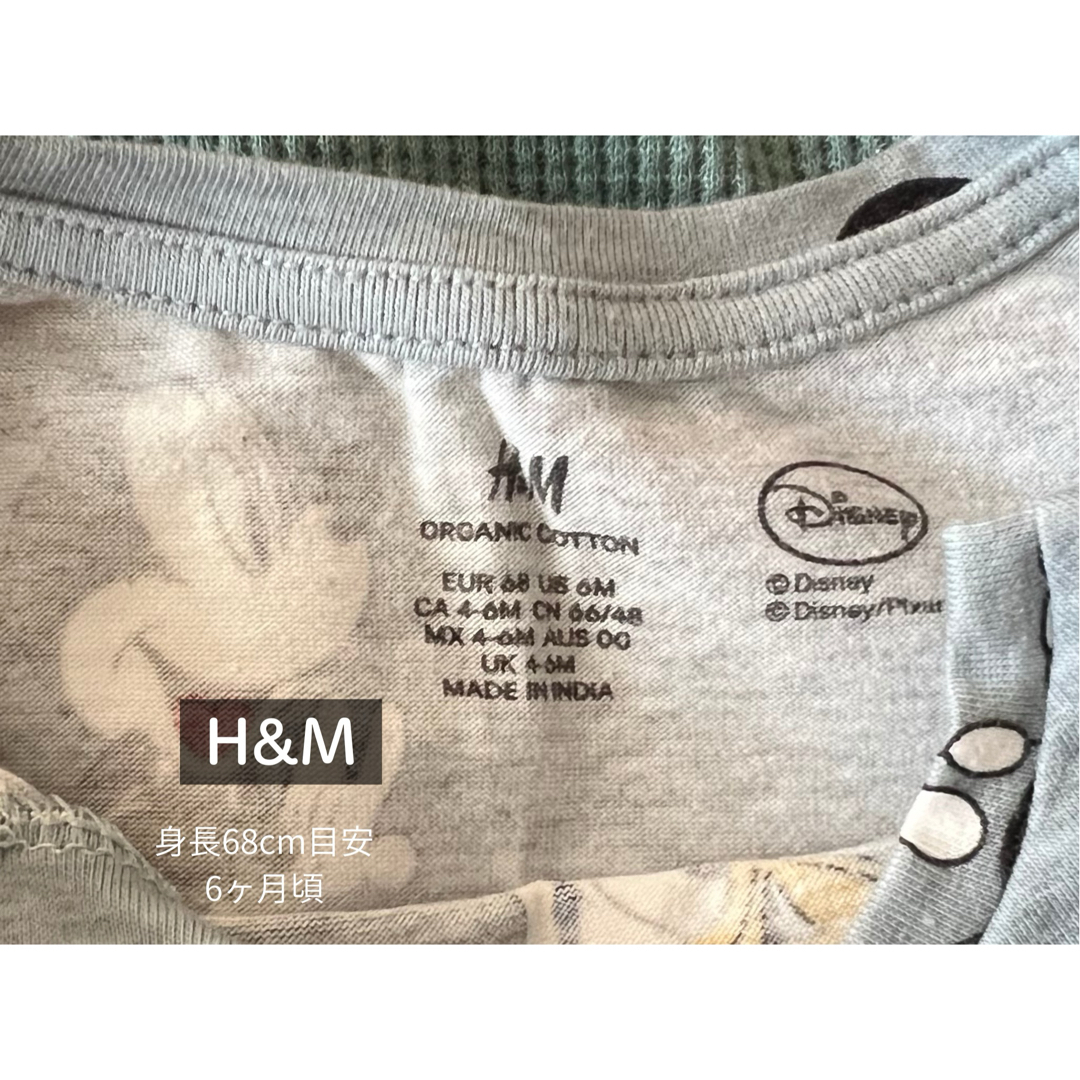 H&M
ORGANIC COTTON
EUR 68 US 6M
CA 4-6M CN 66/48
MX 4-6M AUS 00
UK 4-6M
MADE IN INDIA
Disney
© Disney
© Disney/Pixar
H&M
身長68cm目安
6ヶ月頃